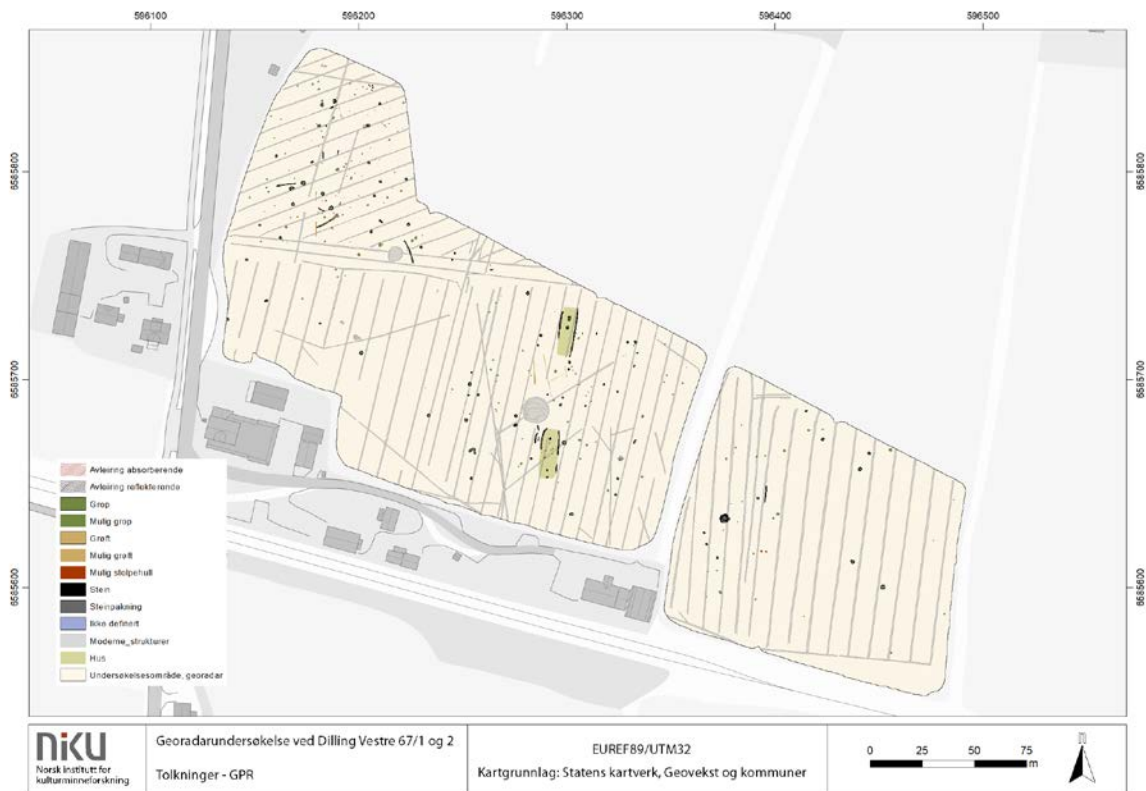 596100 596200 596300 596400 596500
6585800
6585700
6585600
6585800
6585700
6585600
Avleiring absorberende
Avleiring reflekterende
Grop
Mulig grop
Grøft
Mulig grøft
Mulig stolpehull
Stein
Steinpakning
Ikke definert
Moderne_strukturer
Hus
Undersøkelsesområde, georadar
niku
Norsk institutt for
kulturminneforskning
Georadarundersøkelse ved Dilling Vestre 67/1 og 2
Tolkninger - GPR
EUREF89/UTM32
Kartgrunnlag: Statens kartverk, Geovekst og kommuner
0 25 50 75
m
n